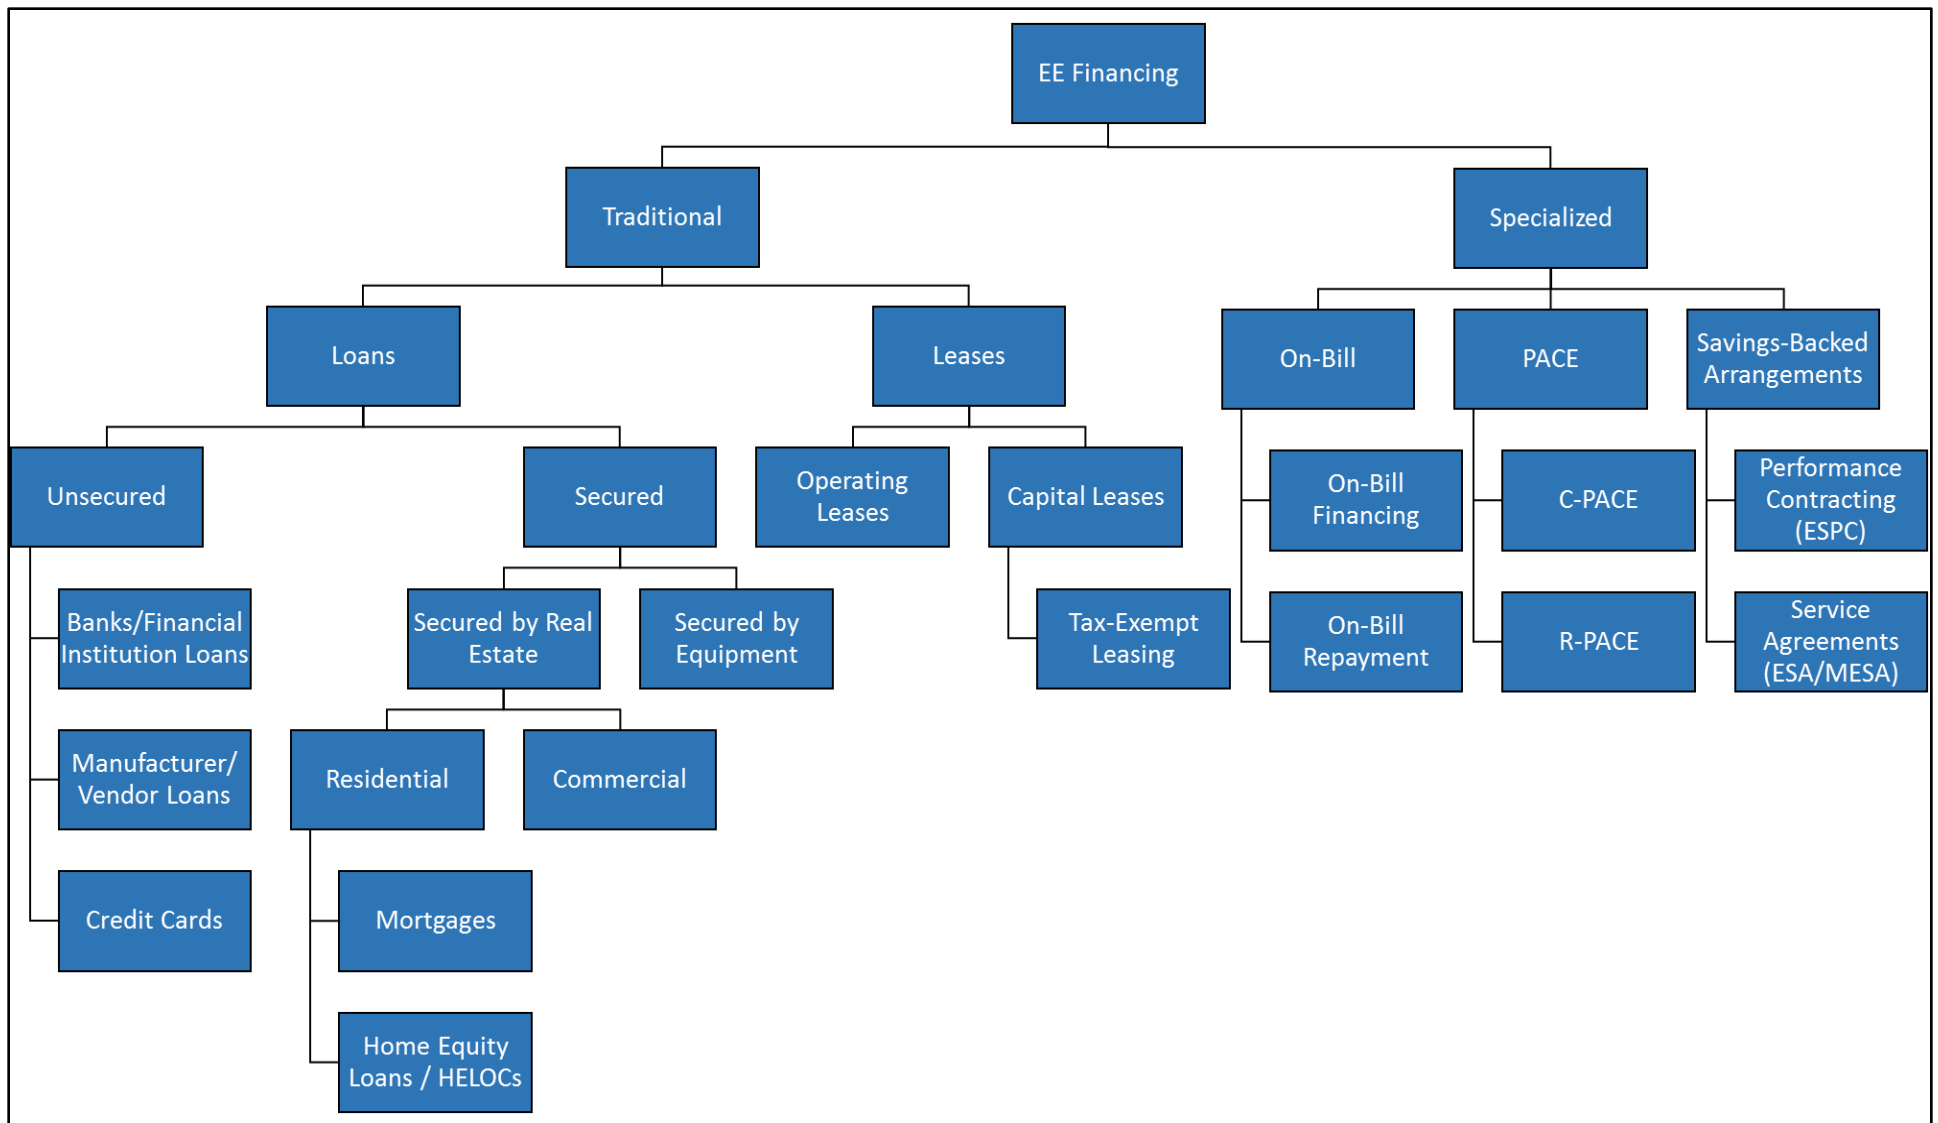 EE Financing
Traditional
Specialized
Loans
Leases
On-Bill
PACE
Savings-Backed
Arrangements
Unsecured
Secured
Operating
Leases
Capital Leases
On-Bill
Financing
C-PACE
Performance
Contracting
(ESPC)
Banks/Financial
Institution Loans
Secured by Real
Estate
Secured by
Equipment
Tax-Exempt
Leasing
On-Bill
Repayment
R-PACE
Service
Agreements
(ESA/MESA)
Manufacturer/
Vendor Loans
Residential
Commercial
Credit Cards
Mortgages
Home Equity
Loans / HELOCs